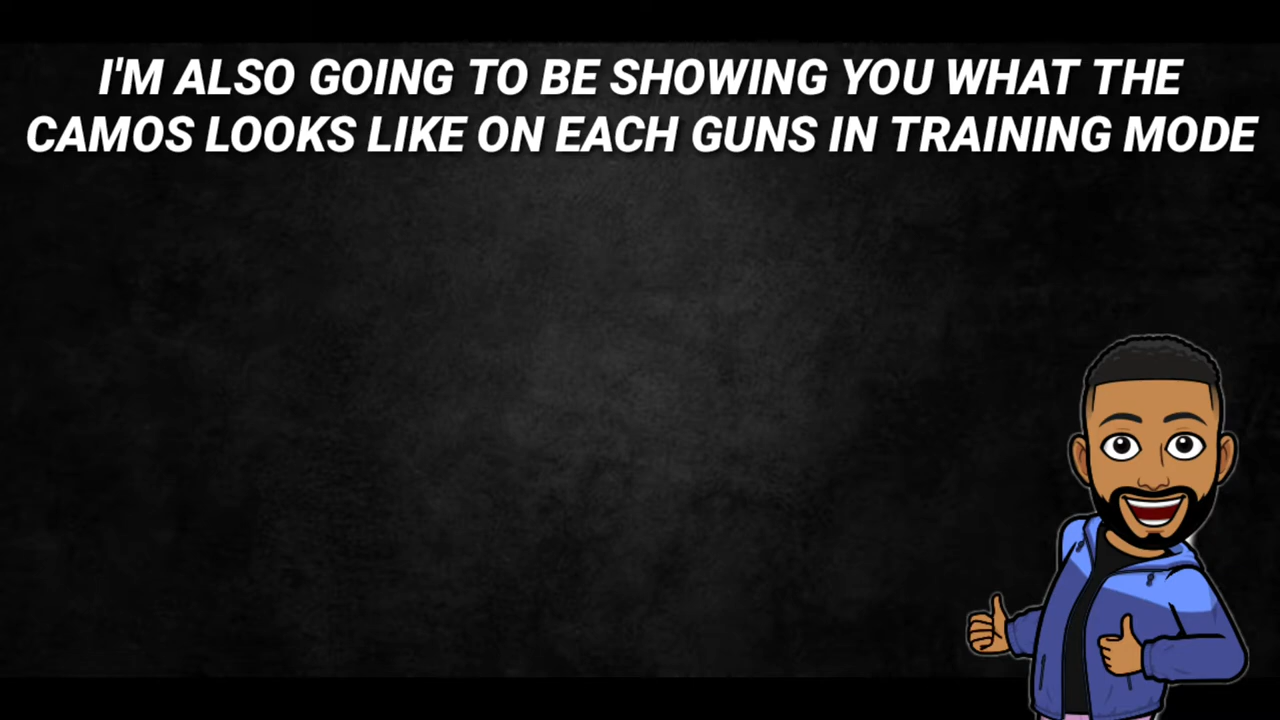 I'M ALSO GOING TO BE SHOWING YOU WHAT THE
CAMOS LOOKS LIKE ON EACH GUNS IN TRAINING MODE